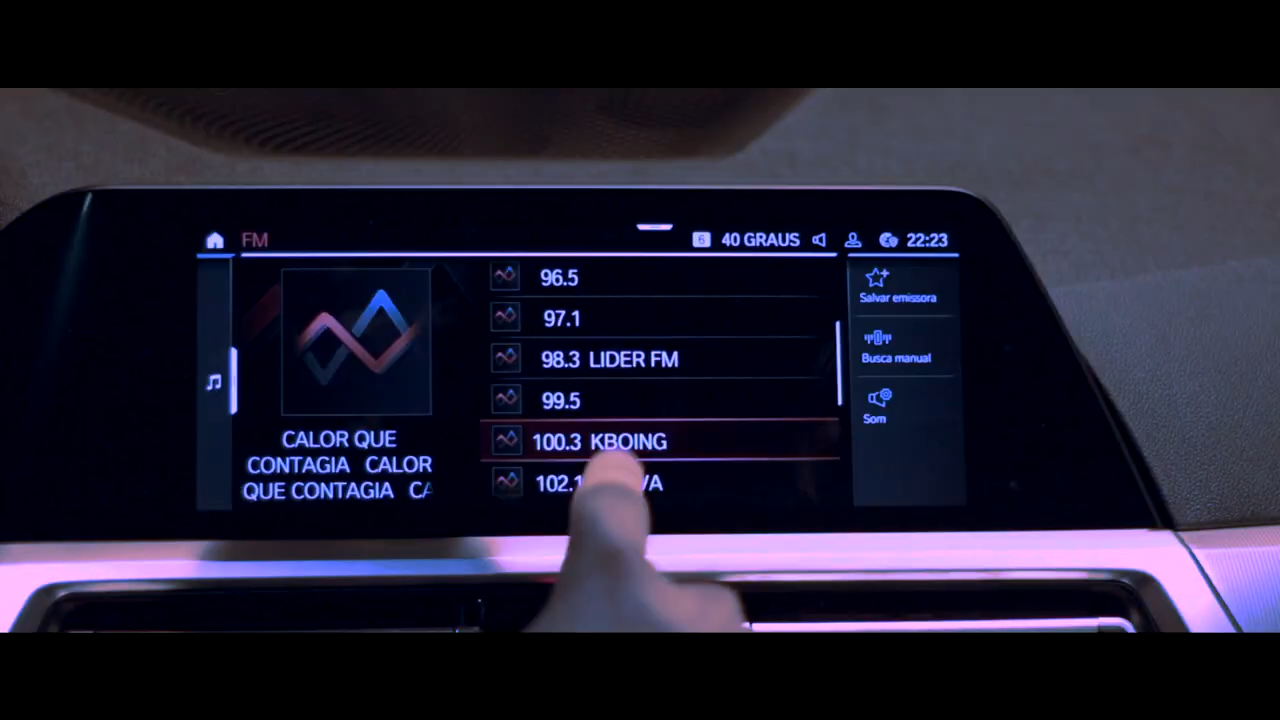 FM
6 40 GRAUS 22:23
CALOR QUE
CONTAGIA CALOR
QUE CONTAGIA
96.5
97.1
98.3 LIDER FM
99.5
100.3 KBOING
Salvar emissora
Busca manual
Som